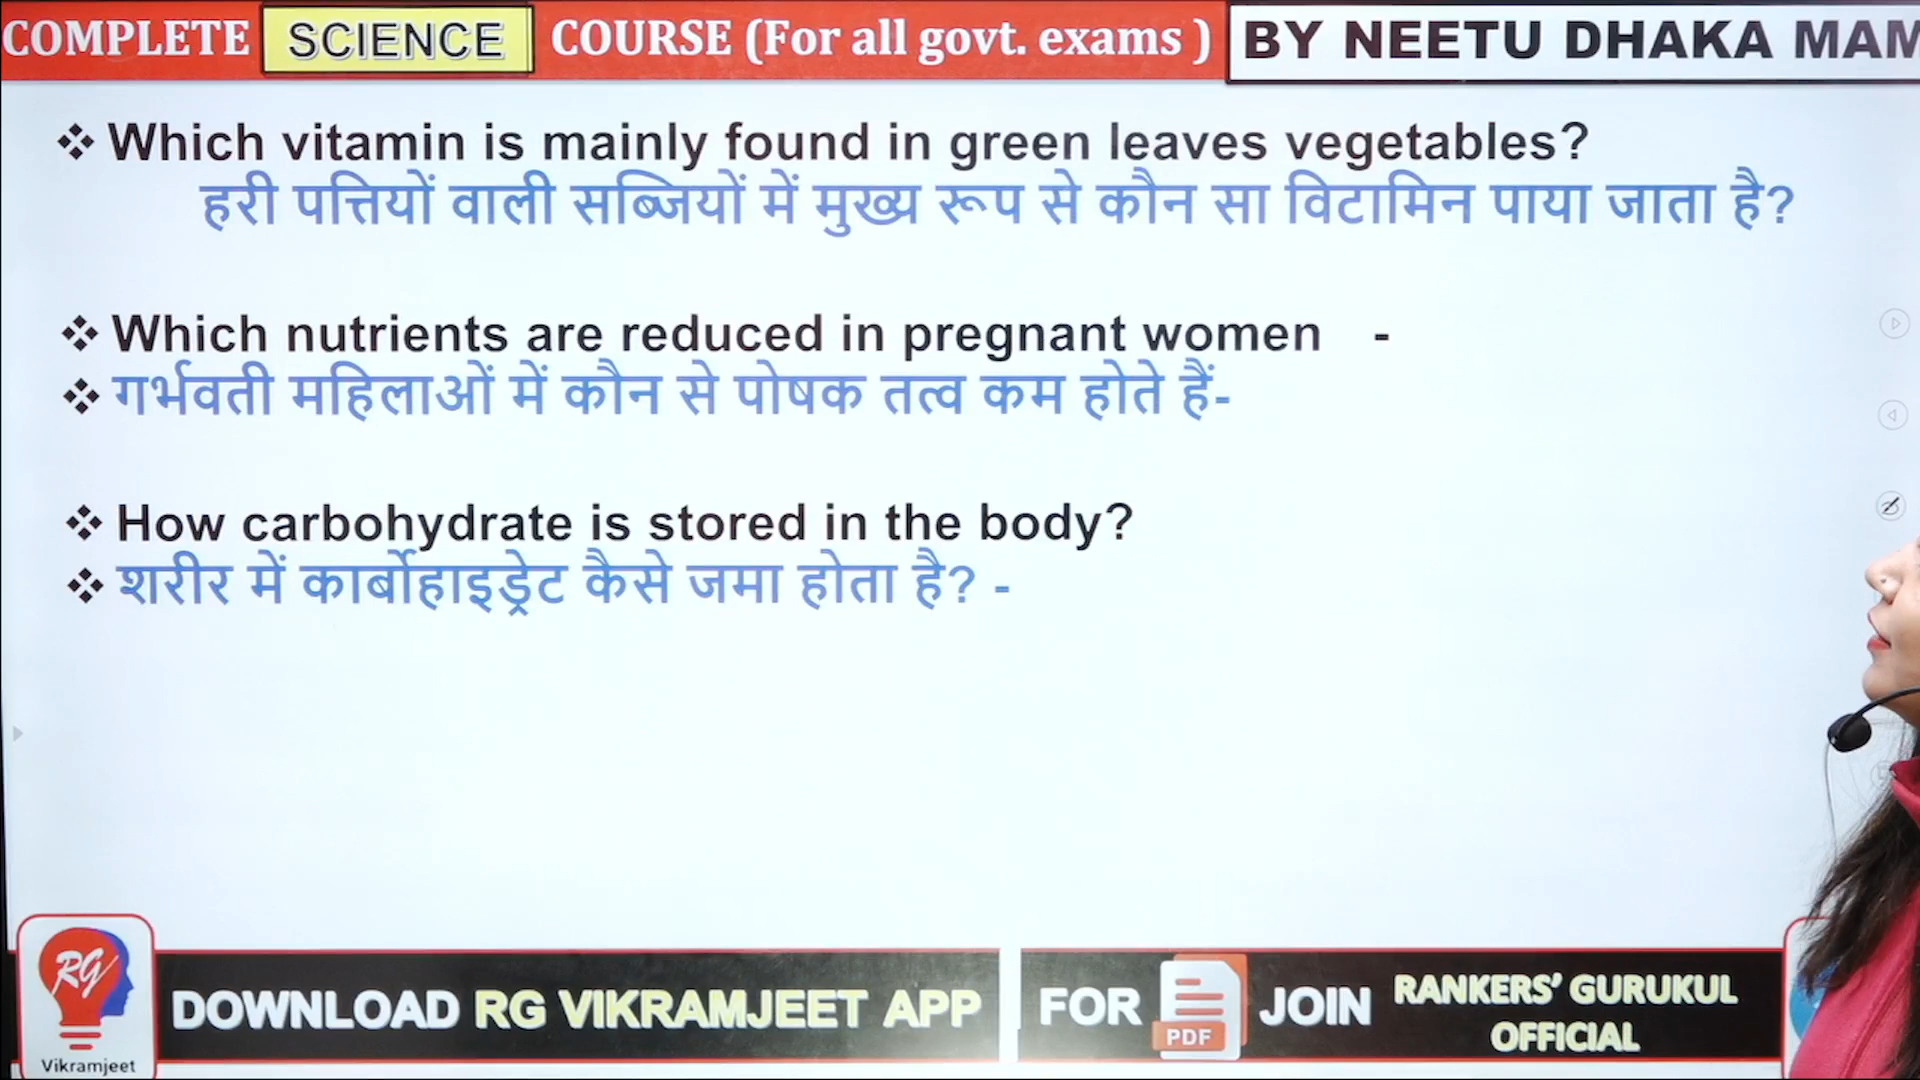 COMPLETE SCIENCE COURSE (For all govt. exams ) BY NEETU DHAKA MAM
❖ Which vitamin is mainly found in green leaves vegetables?
हरी पत्तियों वाली सब्जियों में मुख्य रूप से कौन सा विटामिन पाया जाता है?
❖ Which nutrients are reduced in pregnant women -
❖ गर्भवती महिलाओं में कौन से पोषक तत्व कम होते हैं-
❖ How carbohydrate is stored in the body?
❖ शरीर में कार्बोहाइड्रेट कैसे जमा होता है? -
RG
Vikramjeet
DOWNLOAD RG VIKRAMJEET APP
FOR PDF JOIN RANKERS' GURUKUL
OFFICIAL